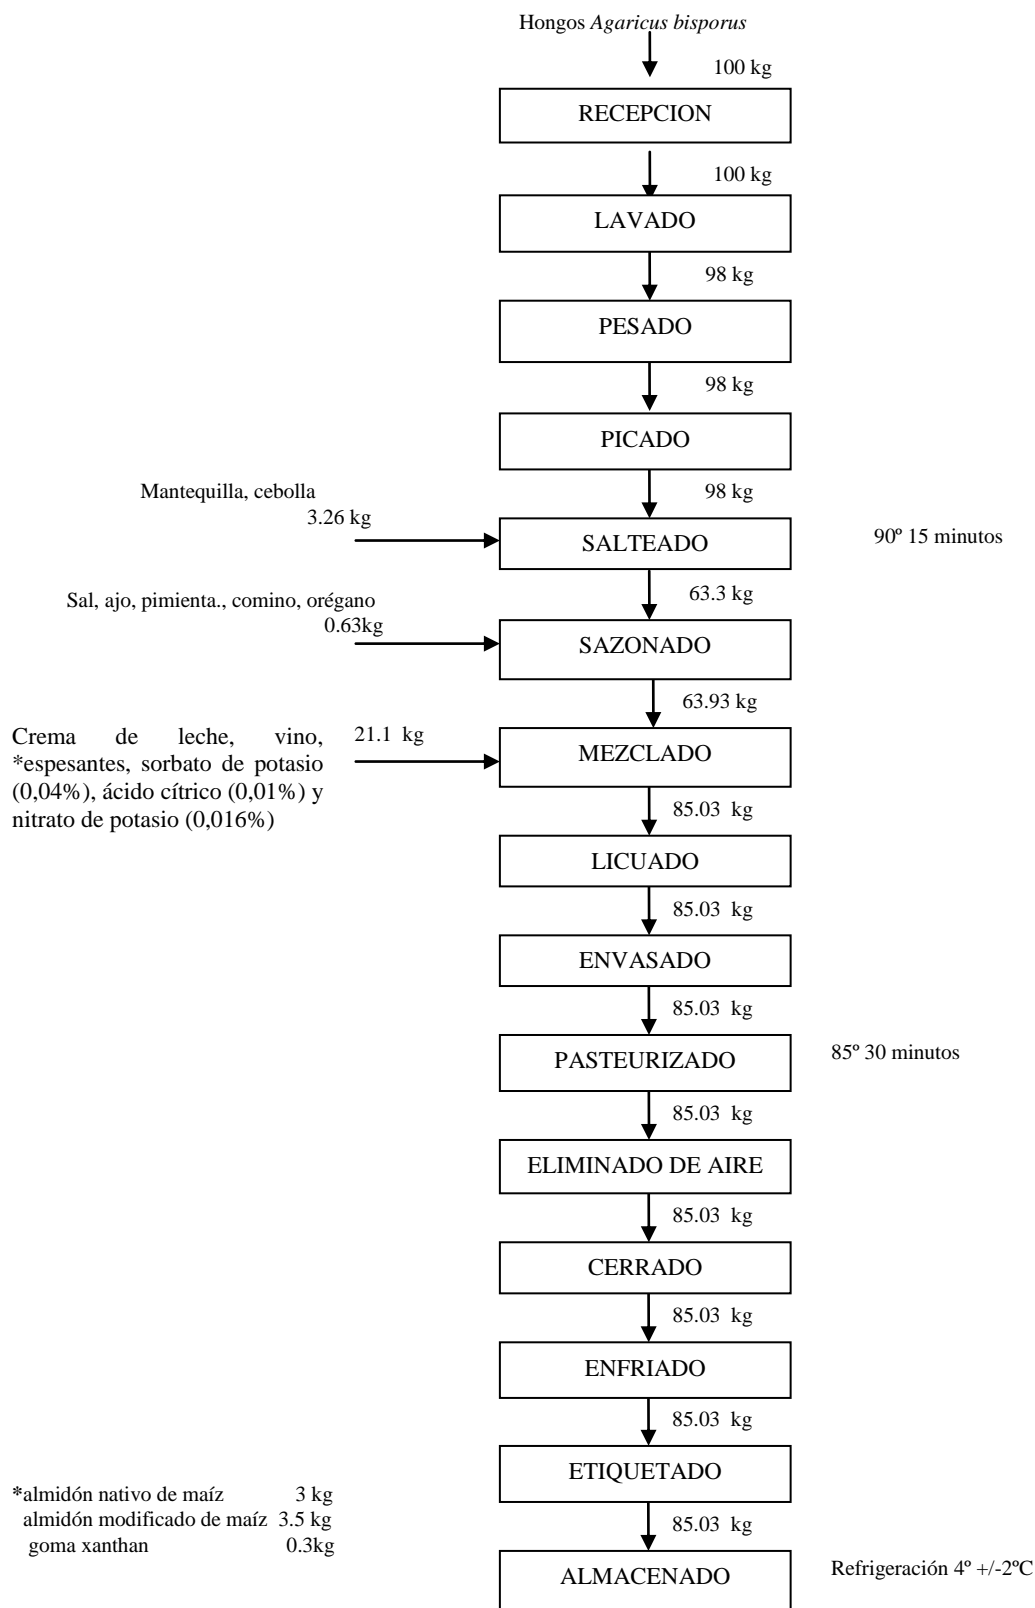 Hongos Agaricus bisporus
100 kg
RECEPCION
100 kg
LAVADO
98 kg
PESADO
98 kg
PICADO
98 kg
Mantequilla, cebolla
3.26 kg
SALTEADO
90º 15 minutos
63.3 kg
Sal, ajo, pimienta., comino, orégano
0.63kg
SAZONADO
63.93 kg
Crema de leche, vino,
*espesantes, sorbato de potasio
(0,04%), ácido cítrico (0,01%) y
nitrato de potasio (0,016%)
21.1 kg
MEZCLADO
85.03 kg
LICUADO
85.03 kg
ENVASADO
85.03 kg
PASTEURIZADO
85º 30 minutos
85.03 kg
ELIMINADO DE AIRE
85.03 kg
CERRADO
85.03 kg
ENFRIADO
85.03 kg
ETIQUETADO
85.03 kg
*almidón nativo de maíz 3 kg
almidón modificado de maíz 3.5 kg
goma xanthan 0.3kg
ALMACENADO
Refrigeración 4º +/-2ºC